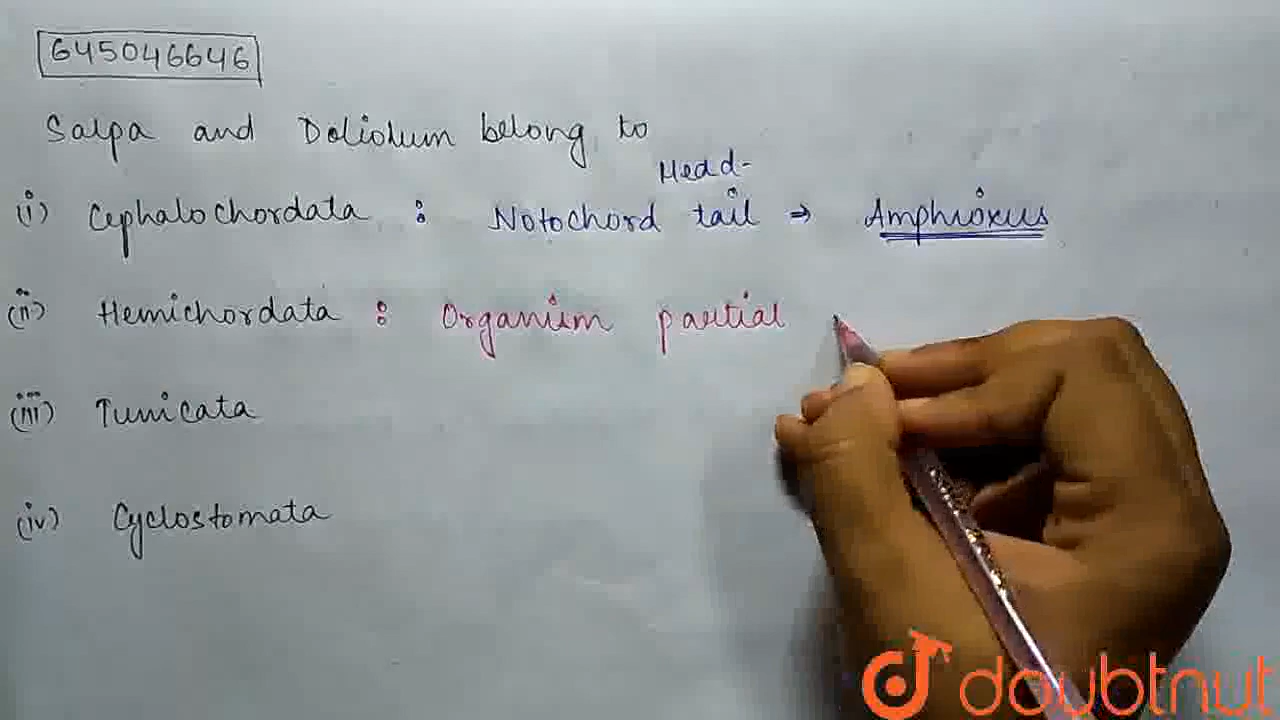 645046646
Salpa and Doliolum belong to
Head-
(i) Cephalochordata : Notochord tail ⇒ Amphioxus
(ii) Hemichordata : Organism partial
(iii) Tunicata
(iv) Cyclostomata
doubtnut